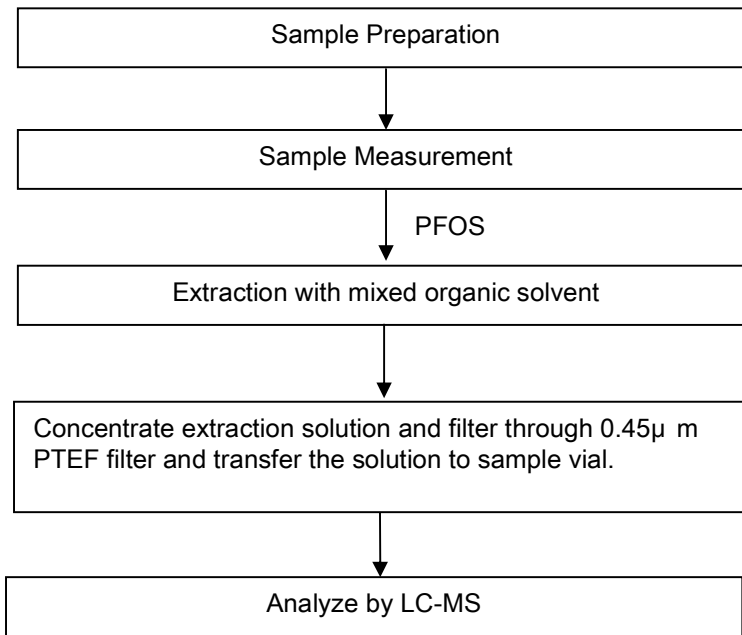 Sample Preparation
Sample Measurement
PFOS
Extraction with mixed organic solvent
Concentrate extraction solution and filter through 0.45µ m
PTEF filter and transfer the solution to sample vial.
Analyze by LC-MS